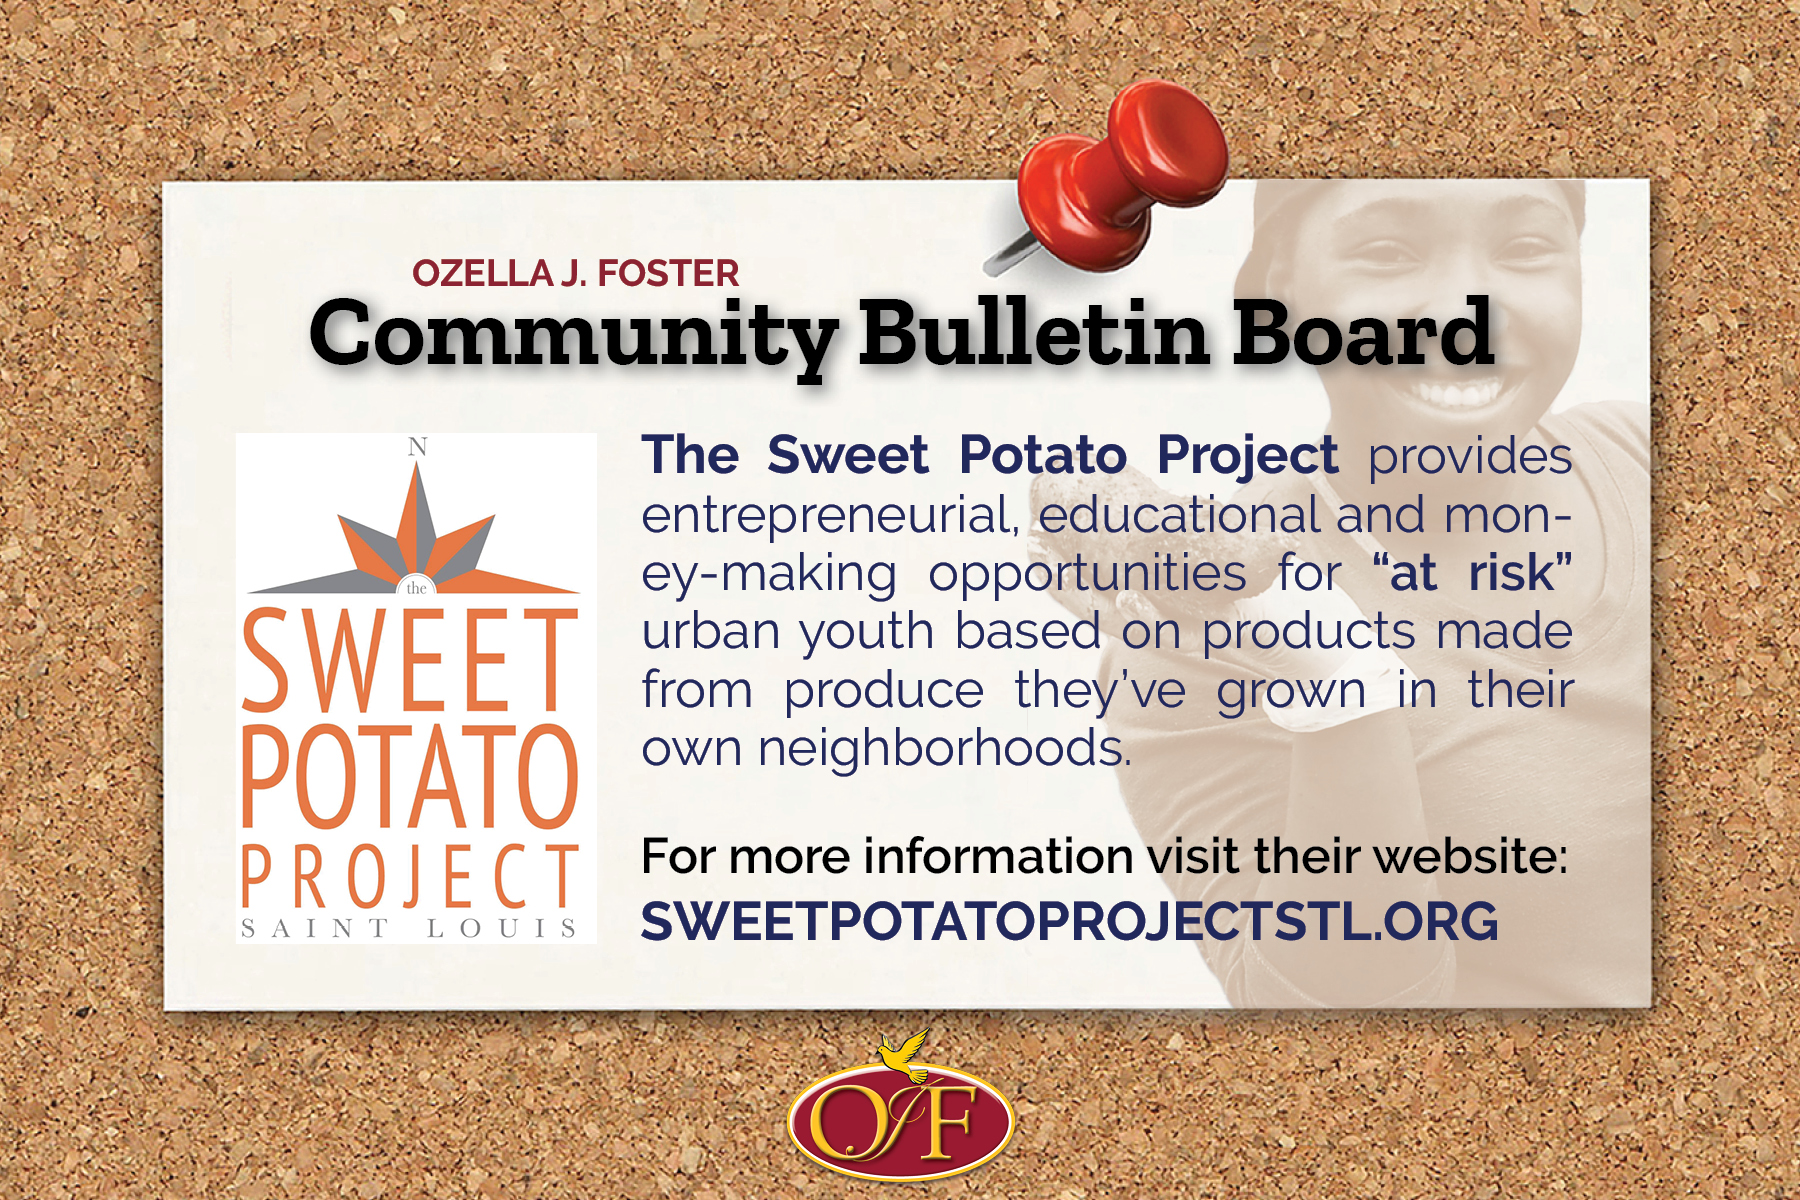 OZELLA J. FOSTER
Community Bulletin Board
N
the
SWEET
POTATO
PROJECT
SAINT LOUIS
The Sweet Potato Project provides
entrepreneurial, educational and mon-
ey-making opportunities for “at risk”
urban youth based on products made
from produce they’ve grown in their
own neighborhoods.
For more information visit their website:
SWEETPOTATOPROJECTSTL.ORG
OJF